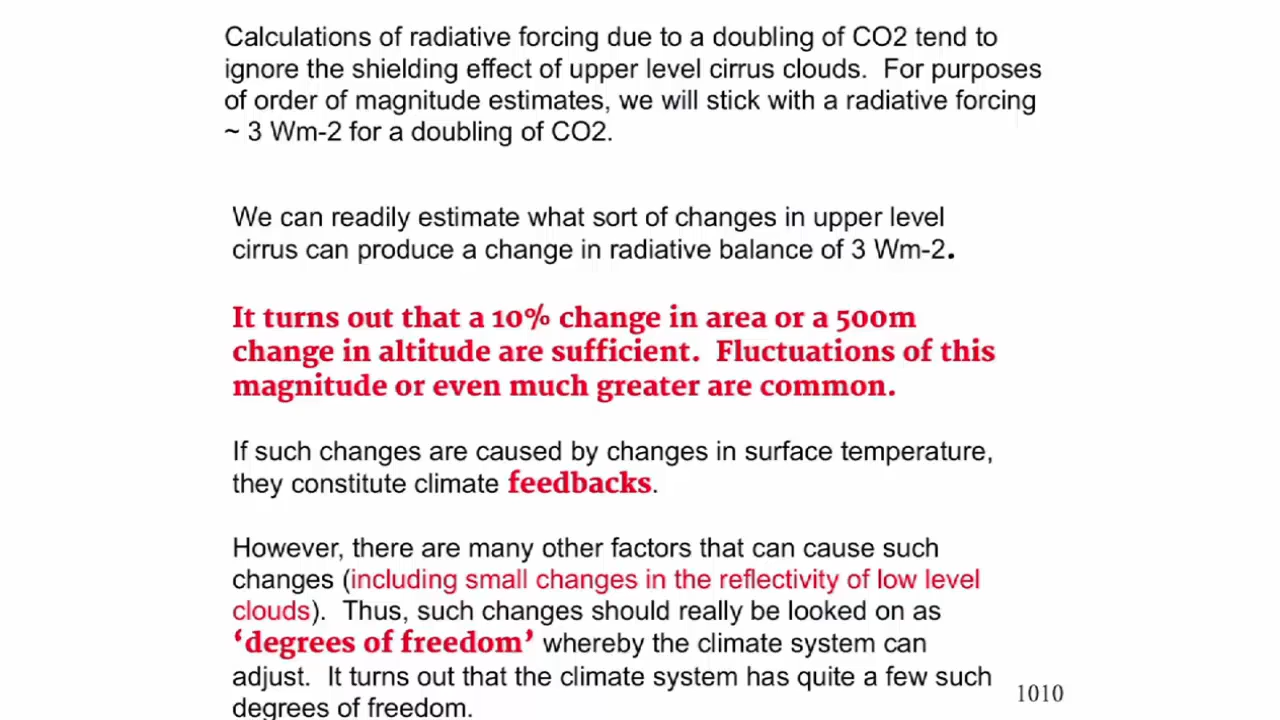 Calculations of radiative forcing due to a doubling of CO2 tend to
ignore the shielding effect of upper level cirrus clouds.  For purposes
of order of magnitude estimates, we will stick with a radiative forcing
~ 3 Wm-2 for a doubling of CO2.
We can readily estimate what sort of changes in upper level
cirrus can produce a change in radiative balance of 3 Wm-2.
It turns out that a 10% change in area or a 500m
change in altitude are sufficient.  Fluctuations of this
magnitude or even much greater are common.
If such changes are caused by changes in surface temperature,
they constitute climate feedbacks.
However, there are many other factors that can cause such
changes (including small changes in the reflectivity of low level
clouds).  Thus, such changes should really be looked on as
‘degrees of freedom’ whereby the climate system can
adjust.  It turns out that the climate system has quite a few such
degrees of freedom.
1010